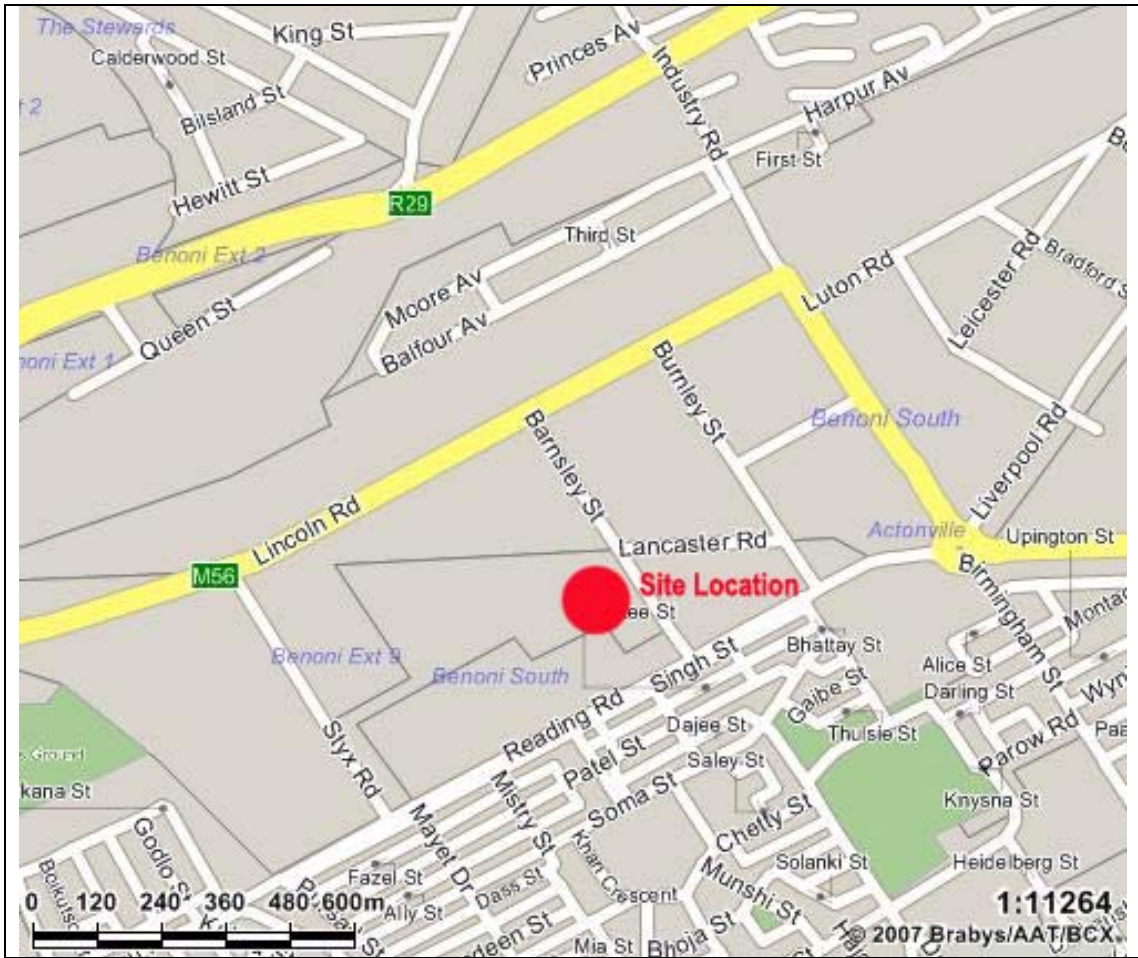 The Stewards
King St
Calderwood St
Bilsland St
Princes Av
Industry Rd
Harpur Av
First St
Hewitt St
R29
Benoni Ext 2
Third St
Moore Av
Balfour Av
Queen St
Luton Rd
Leicester Rd
Bradford S
Burnley St
Barnsley St
Benoni South
Liverpool Rd
Lincoln Rd
M56
Lancaster Rd
Actonville
Upington St
Site Location
Birmingham St
Benoni Ext 9
Benoni South
Singh St
Bhattay St
Alice St
Darling St
Gaibe St
Reading Rd
Dajee St
Thulsie St
Parow Rd
Styx Rd
Patel St
Saley St
Ground
kana St
Mistry St
Soma St
Chetty St
Knysna St
Mayet Dr
Khan Crescent
Solanki St
Heidelberg St
Munshi St
Fazel St
Dass St
Ally St
Mia St
Bhoja St
0 120 240 360 480 600m
1:11264
© 2007 Brabys/AAT/BCX